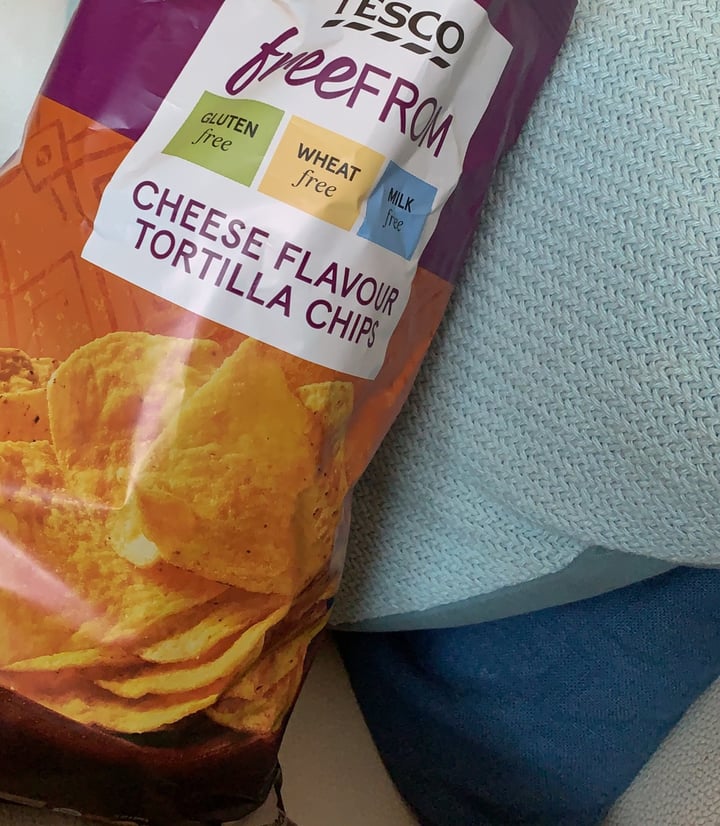 TESCO
freeFROM
GLUTEN
free
WHEAT
free
MILK
free
CHEESE FLAVOUR
TORTILLA CHIPS